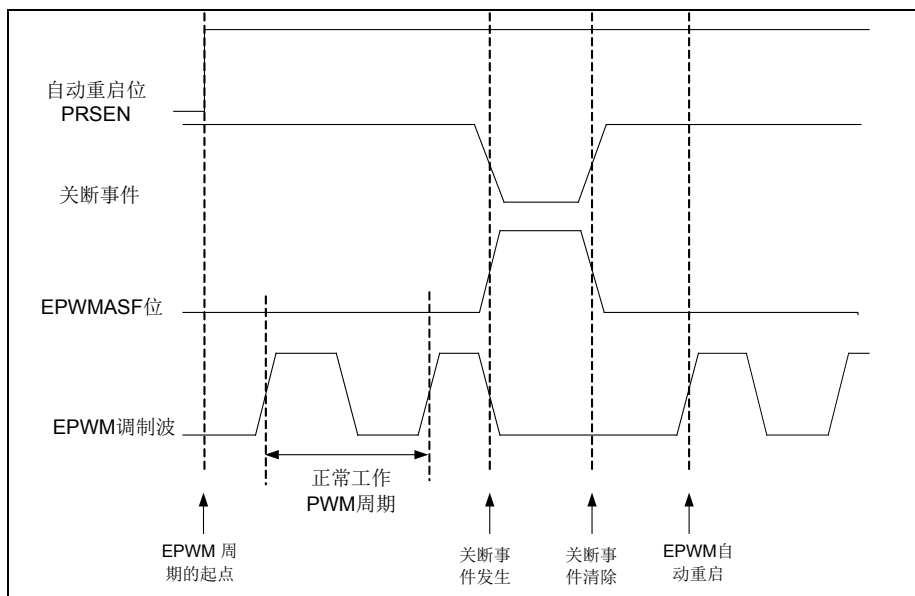 自动重启位
PRSEN
关断事件
EPWMASF位
EPWM调制波
正常工作
PWM周期
EPWM 周
期的起点
关断事
件发生
关断事
件清除
EPWM自
动重启